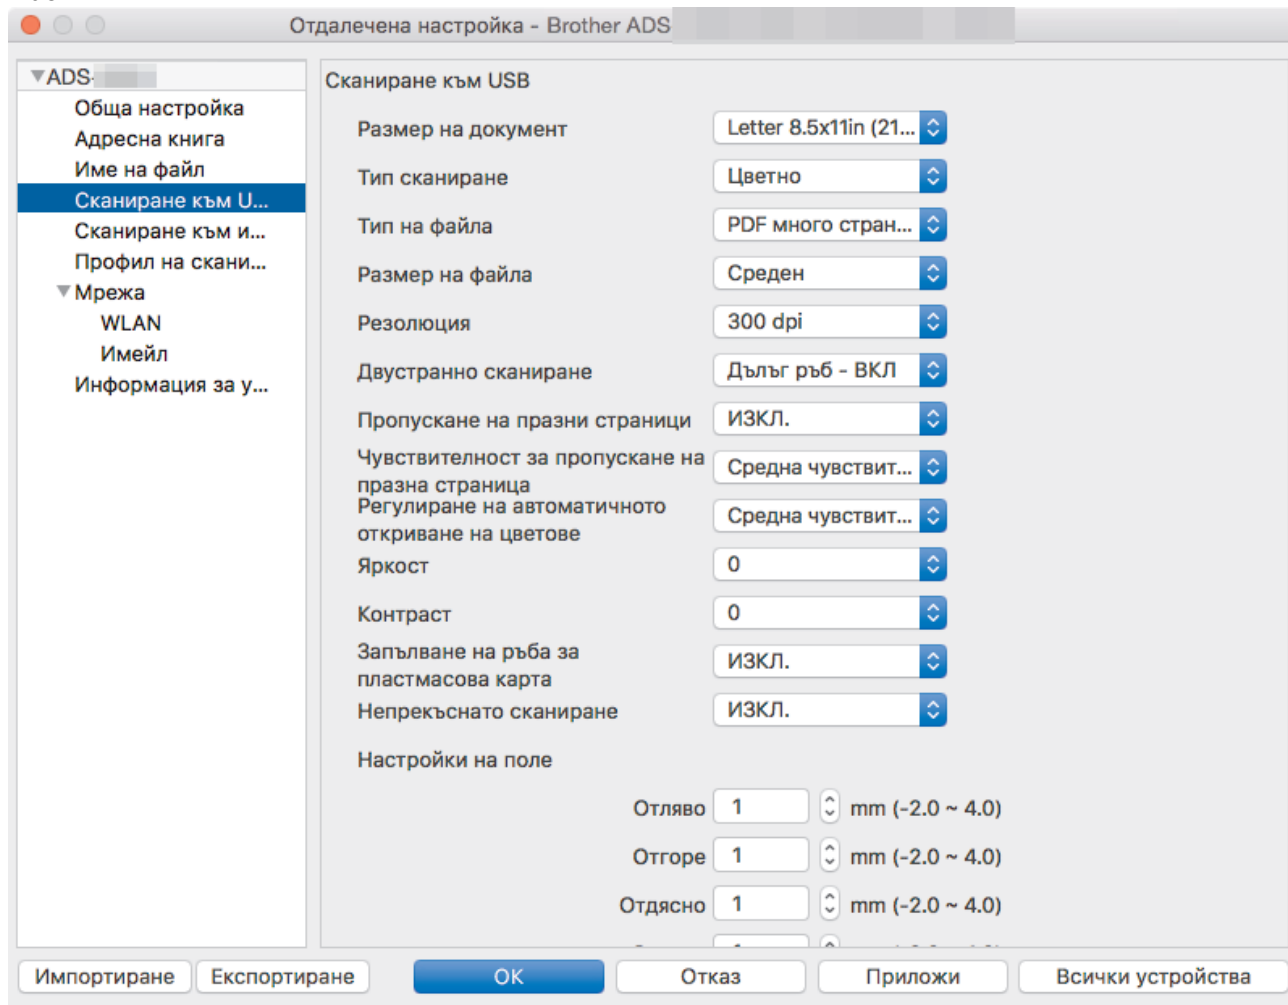 Отдалечена настройка - Brother ADS
ADS-
Обща настройка
Адресна книга
Име на файл
Сканиране към U...
Сканиране към и...
Профил на скани...
Мрежа
WLAN
Имейл
Информация за у...
Сканиране към USB
Размер на документ Letter 8.5x11in (21...
Тип сканиране Цветно
Тип на файла PDF много стран...
Размер на файла Среден
Резолюция 300 dpi
Двустранно сканиране Дълъг ръб - ВКЛ
Пропускане на празни страници ИЗКЛ.
Чувствителност за пропускане на
празна страница Средна чувствит...
Регулиране на автоматичното
откриване на цветове Средна чувствит...
Яркост 0
Контраст 0
Запълване на ръба за
пластмасова карта ИЗКЛ.
Непрекъснато сканиране ИЗКЛ.
Настройки на поле
Отляво 1 mm (-2.0 ~ 4.0)
Отгоре 1 mm (-2.0 ~ 4.0)
Отдясно 1 mm (-2.0 ~ 4.0)
Импортиране Експортиране OK Отказ Приложи Всички устройства